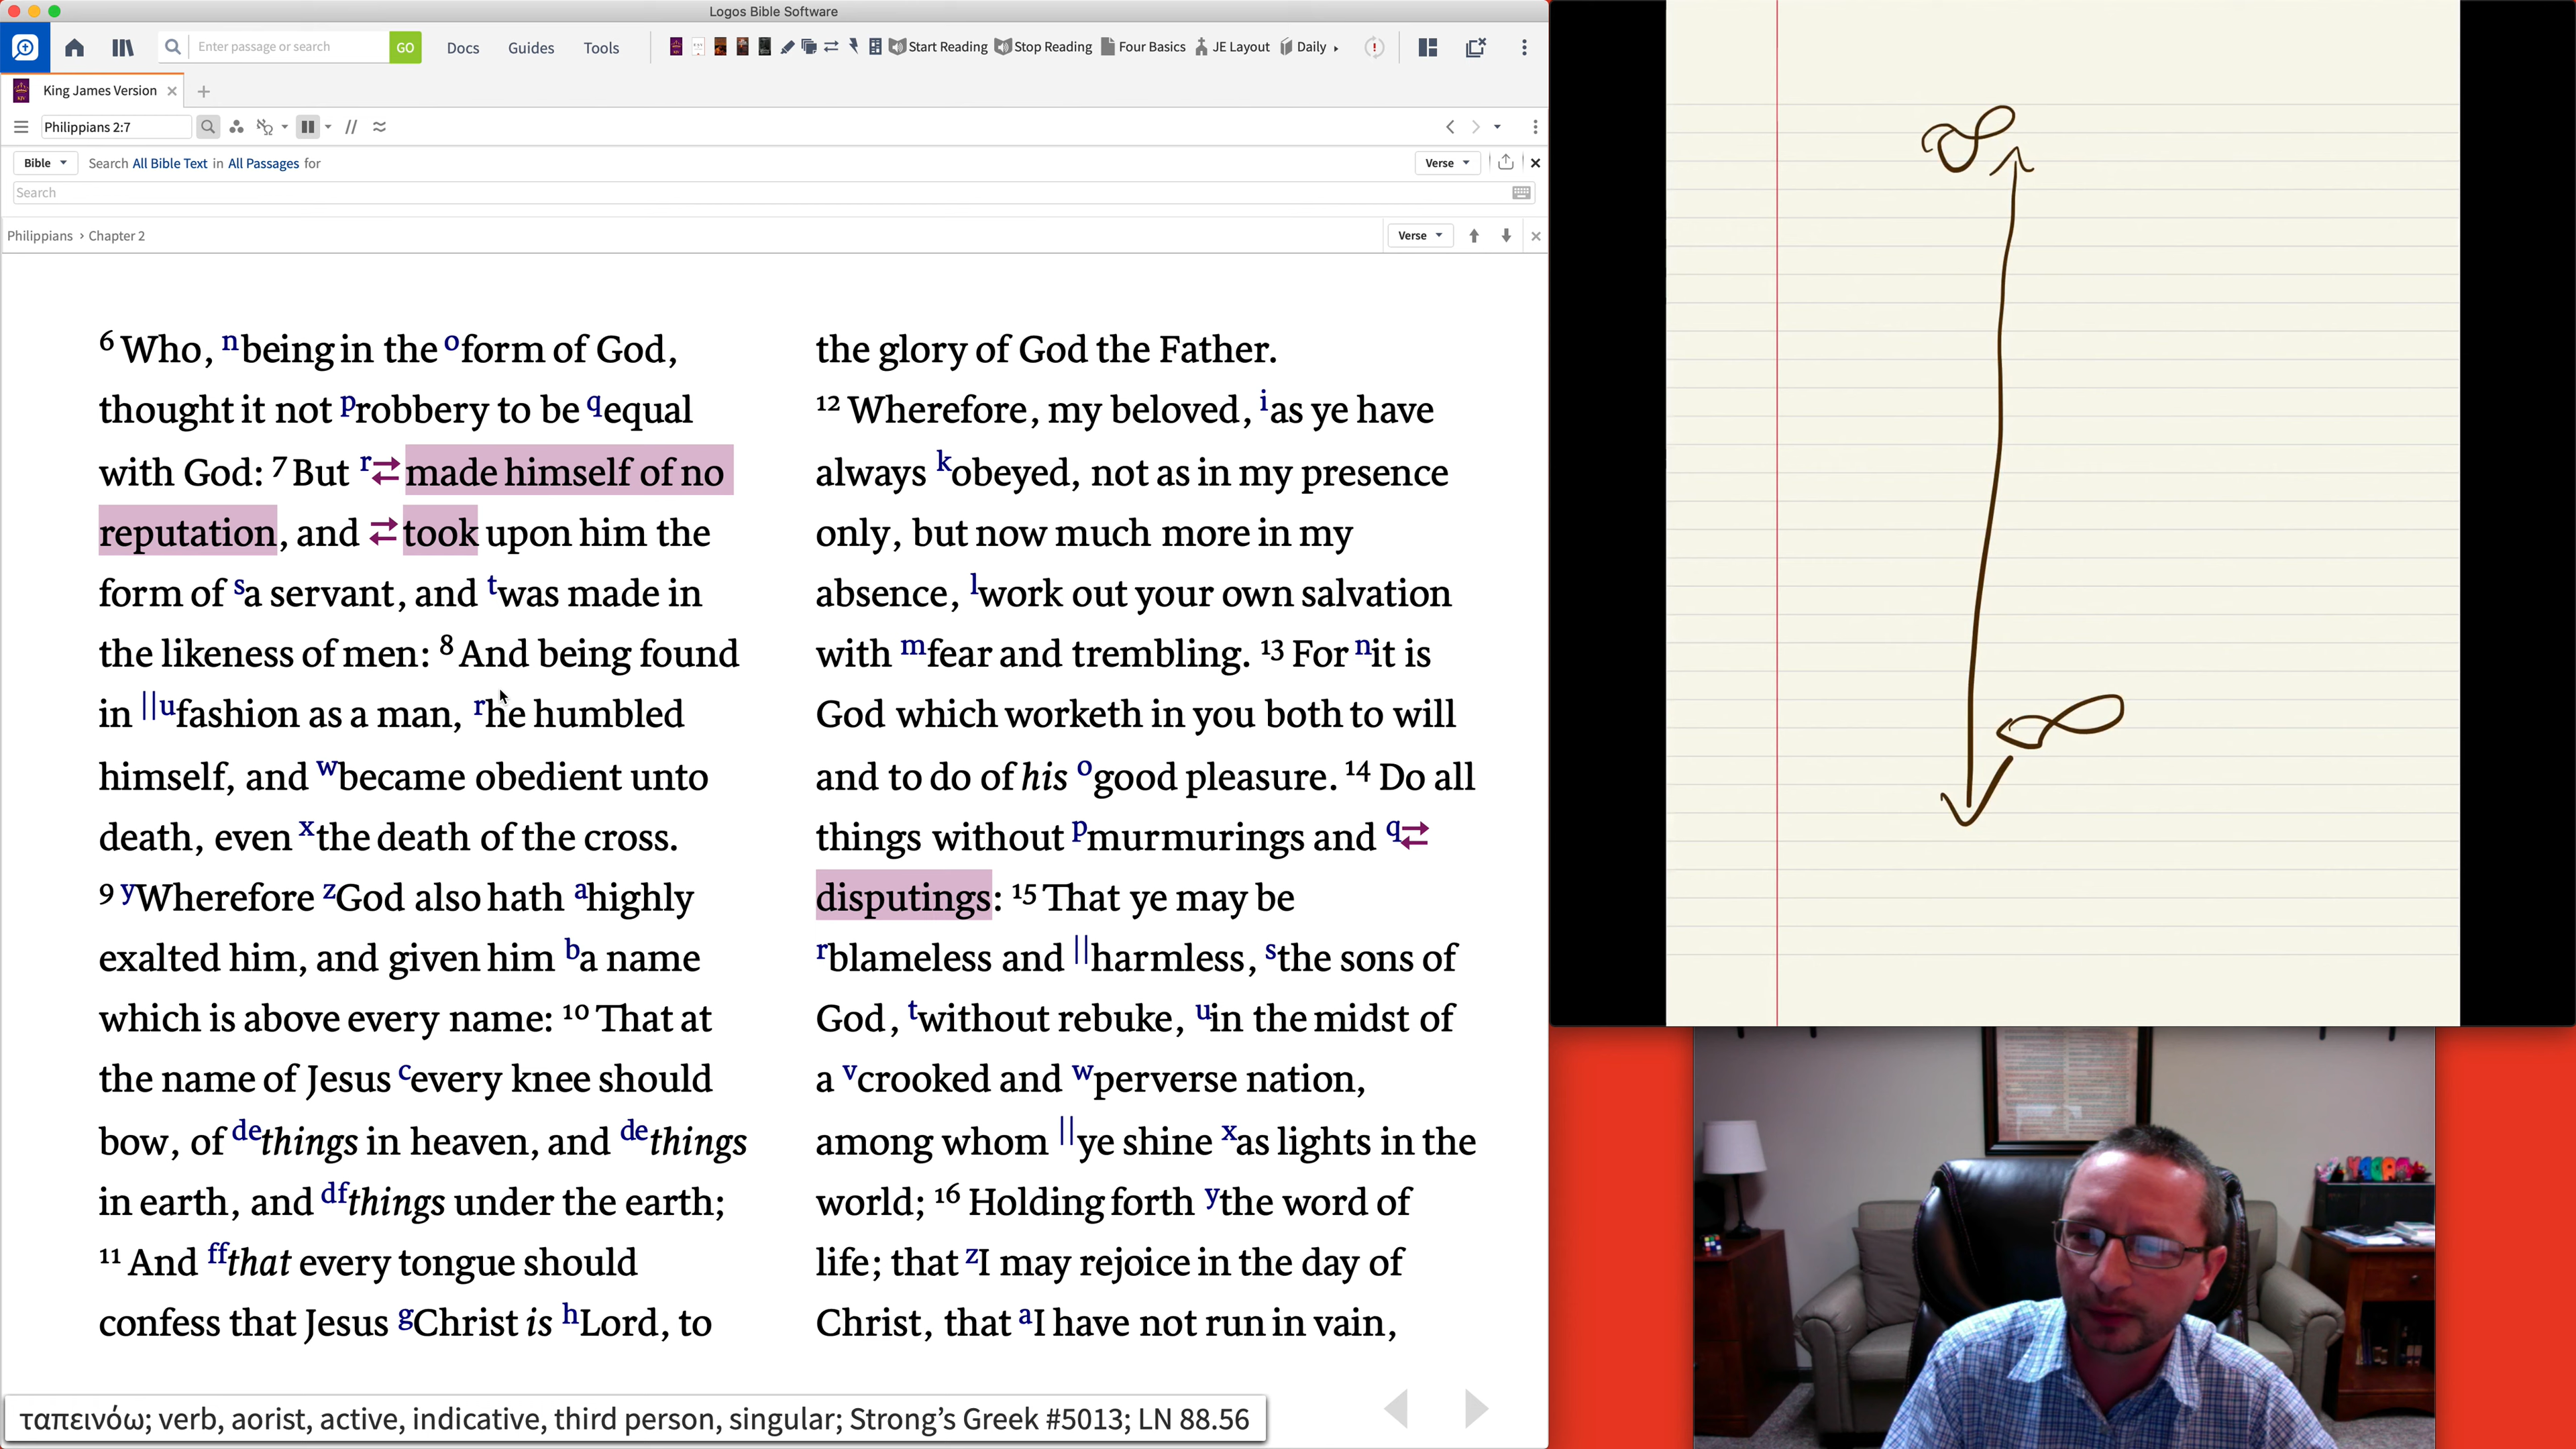 Logos Bible Software
Enter passage or search GO Docs Guides Tools Start Reading Stop Reading Four Basics JE Layout Daily
King James Version
Philippians 2:7
Bible Search All Bible Text in All Passages for Verse
Search
Philippians › Chapter 2 Verse
6 Who, n being in the o form of God,
thought it not p robbery to be q equal
with God: 7 But r made himself of no
reputation, and took upon him the
form of s a servant, and t was made in
the likeness of men: 8 And being found
in || u fashion as a man, r he humbled
himself, and w became obedient unto
death, even x the death of the cross.
9 y Wherefore z God also hath a highly
exalted him, and given him b a name
which is above every name: 10 That at
the name of Jesus c every knee should
bow, of de things in heaven, and de things
in earth, and df things under the earth;
11 And ff that every tongue should
confess that Jesus g Christ is h Lord, to
the glory of God the Father.
12 Wherefore, my beloved, i as ye have
always k obeyed, not as in my presence
only, but now much more in my
absence, l work out your own salvation
with m fear and trembling. 13 For n it is
God which worketh in you both to will
and to do of his o good pleasure. 14 Do all
things without p murmurings and q
disputings: 15 That ye may be
r blameless and || harmless, s the sons of
God, t without rebuke, u in the midst of
a v crooked and w perverse nation,
among whom || ye shine x as lights in the
world; 16 Holding forth y the word of
life; that z I may rejoice in the day of
Christ, that a I have not run in vain,
ταπεινόω; verb, aorist, active, indicative, third person, singular; Strong's Greek #5013; LN 88.56